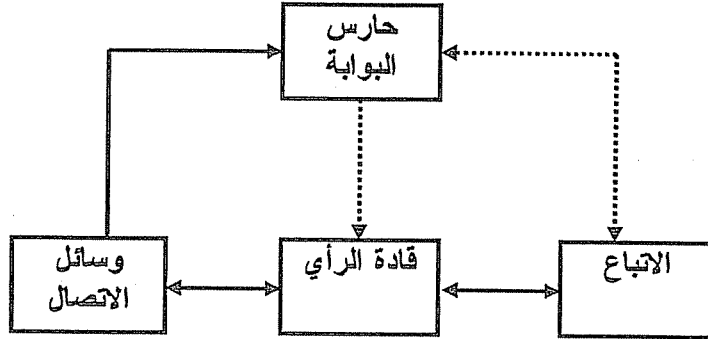 حارس
البوابة
وسائل
الاتصال
قادة الرأي
الاتباع